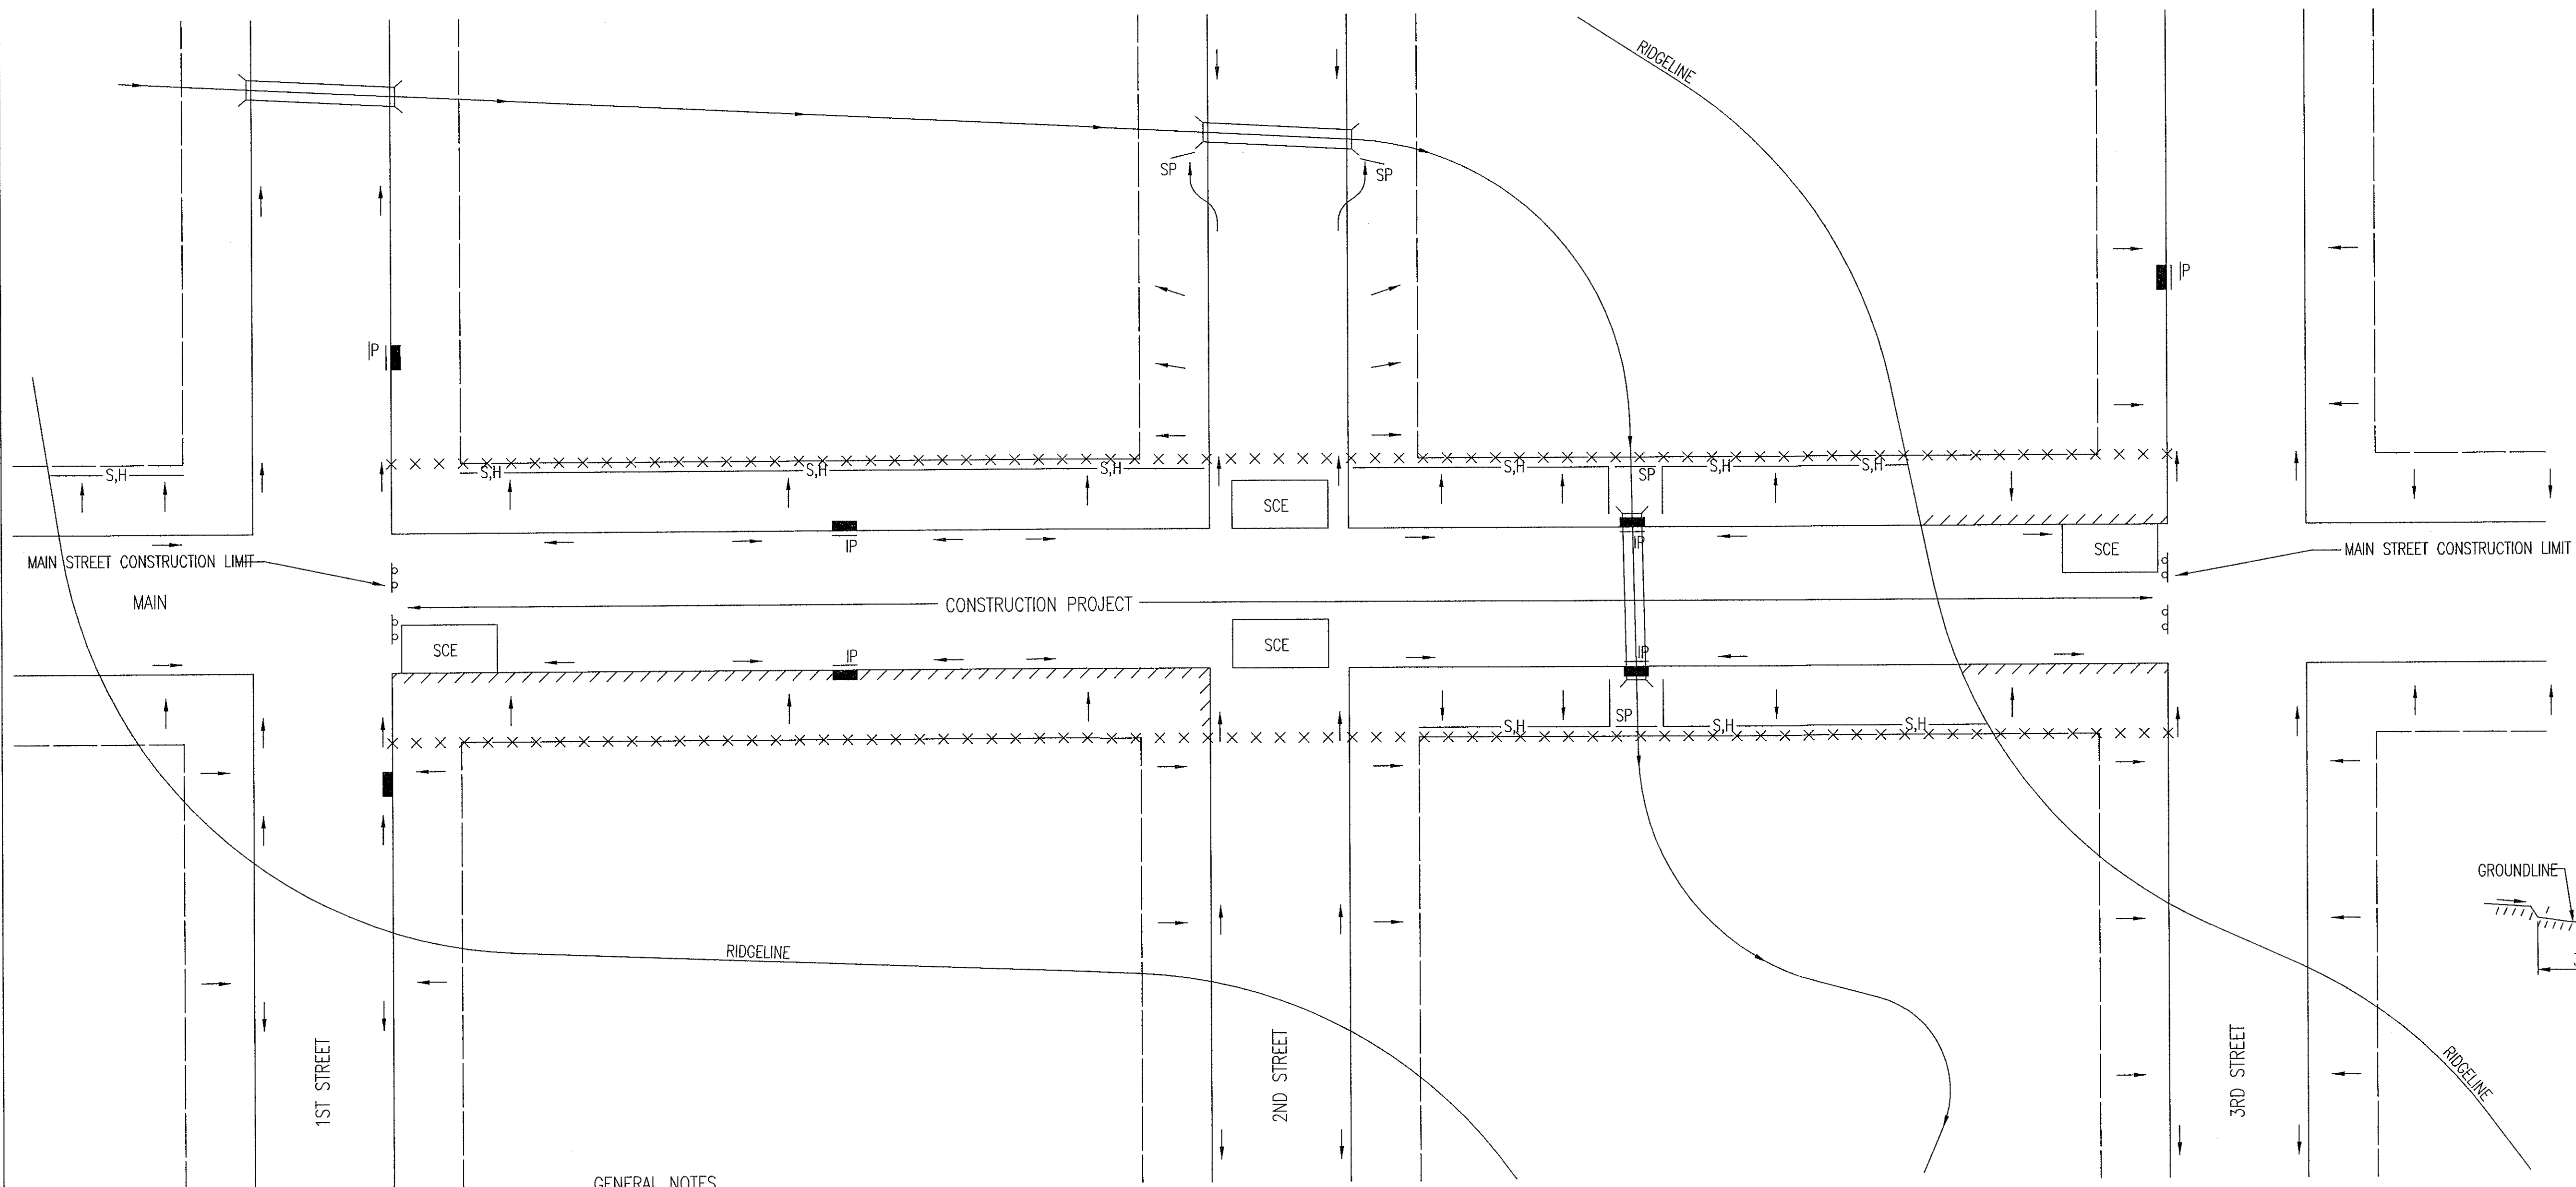 RIDGELINE
SP
SP
IP
IP
S,H
S,H
S,H
S,H
S,H
SP
S,H
S,H
SCE
IP
IP
SCE
MAIN STREET CONSTRUCTION LIMIT
MAIN STREET CONSTRUCTION LIMIT
MAIN
CONSTRUCTION PROJECT
SCE
SCE
IP
IP
S,H
SP
S,H
S,H
GROUNDLINE
RIDGELINE
1ST STREET
2ND STREET
3RD STREET
RIDGELINE
GENERAL NOTES